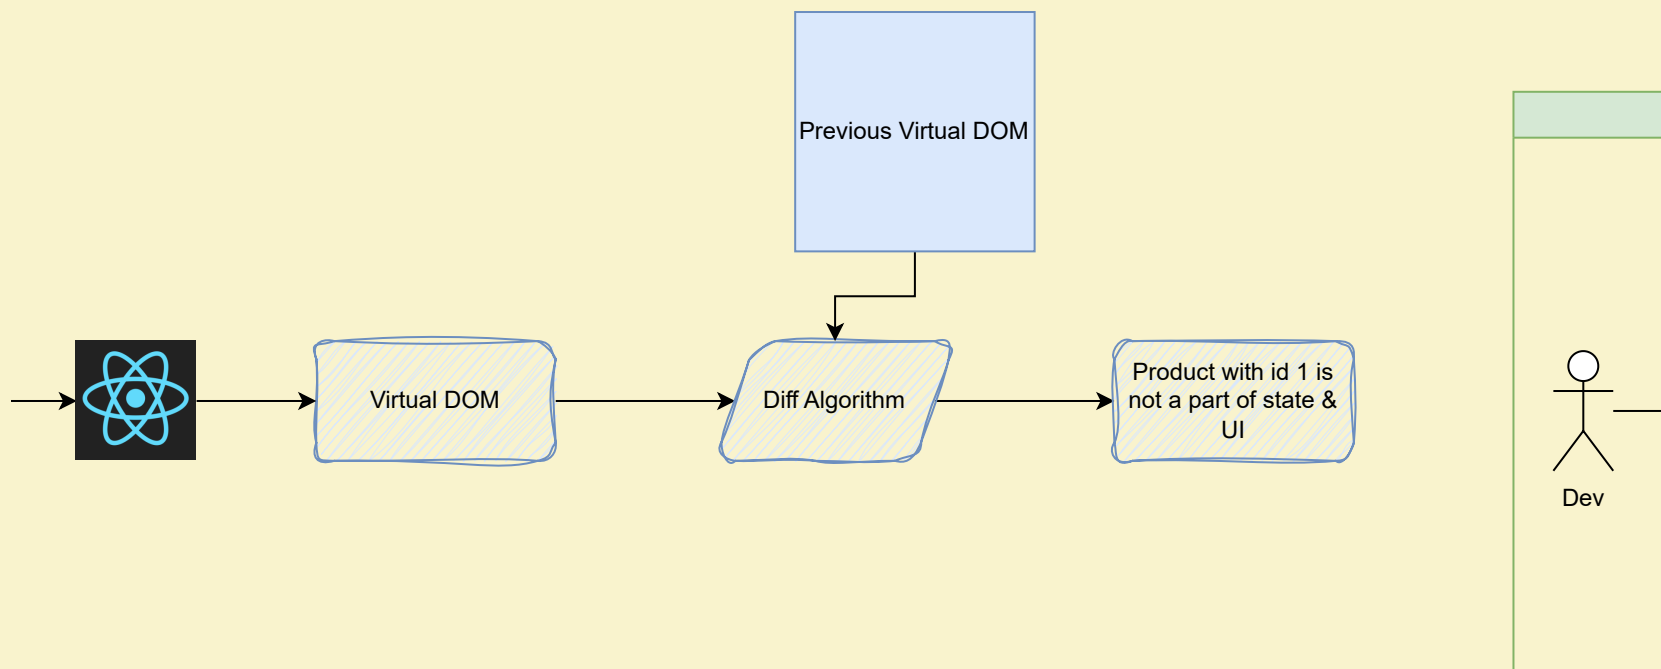 Previous Virtual DOM
Virtual DOM
Diff Algorithm
Product with id 1 is
not a part of state &
UI
Dev